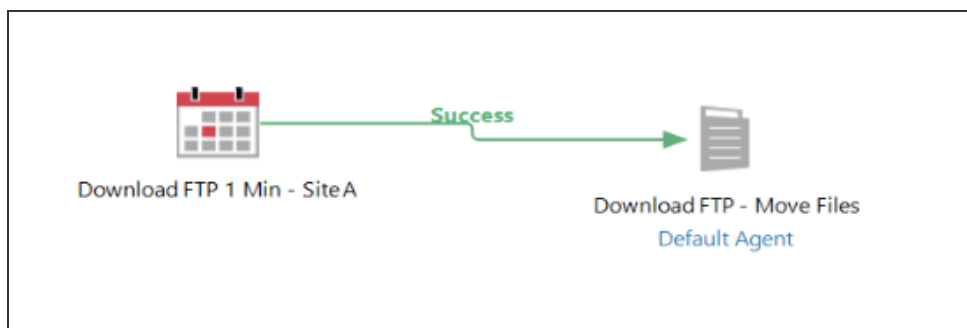 Success
Download FTP 1 Min - Site A
Download FTP - Move Files
Default Agent